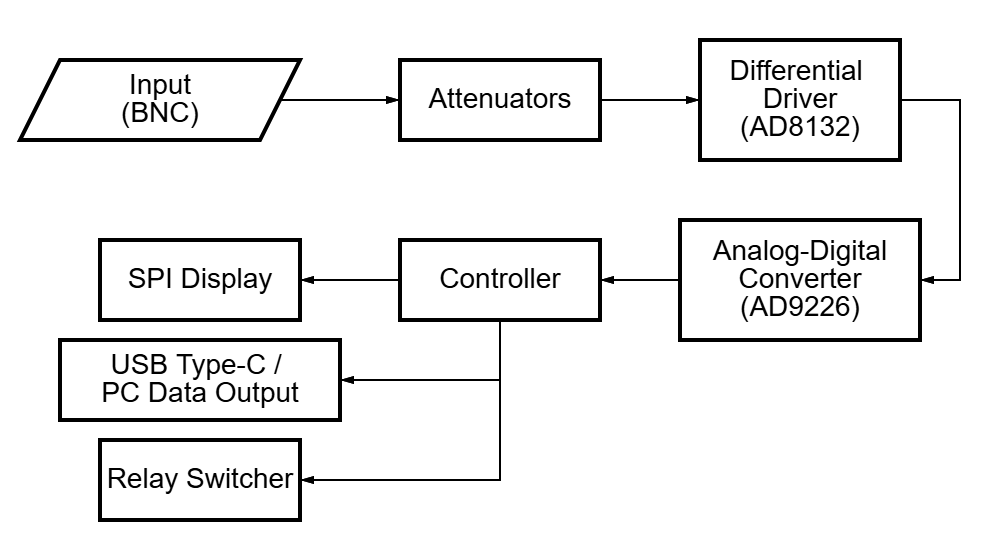 Input
(BNC)
Attenuators
Differential
Driver
(AD8132)
SPI Display
Controller
Analog-Digital
Converter
(AD9226)
USB Type-C /
PC Data Output
Relay Switcher